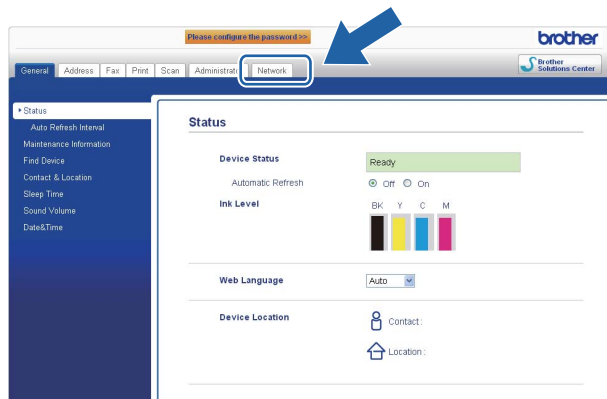 Please configure the password >>
brother
General Address Fax Print Scan Administrator Network
Brother
Solutions Center
Status
Auto Refresh Interval
Maintenance Information
Find Device
Contact & Location
Sleep Time
Sound Volume
Date&Time
Status
Device Status Ready
Automatic Refresh Off On
Ink Level BK Y C M
Web Language Auto
Device Location Contact :
Location :